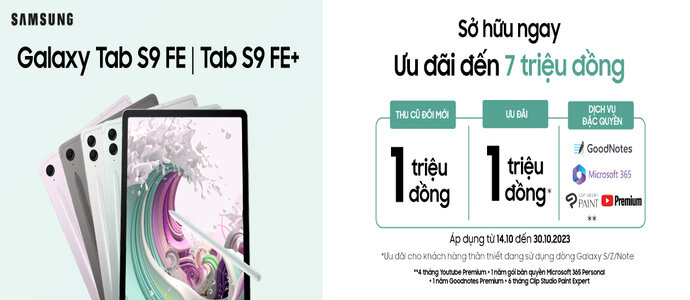 SAMSUNG
Galaxy Tab S9 FE | Tab S9 FE+
Sở hữu ngay
Ưu đãi đến 7 triệu đồng
THU CŨ ĐỔI MỚI
1 triệu đồng
ƯU ĐÃI
1 triệu đồng*
DỊCH VỤ
ĐẶC QUYỀN
GoodNotes
Microsoft 365
CLIP STUDIO
PAINT
Premium
**
Áp dụng từ 14.10 đến 30.10.2023
*Ưu đãi cho khách hàng thân thiết đang sử dụng dòng Galaxy S/Z/Note
**4 tháng Youtube Premium • 1 năm gói bản quyền Microsoft 365 Personal
• 1 năm Goodnotes Premium • 6 tháng Clip Studio Paint Expert